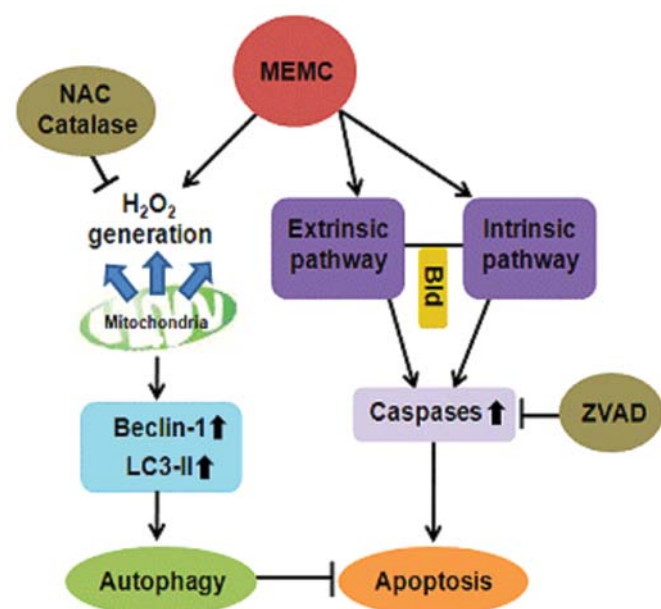 MEMC
NAC
Catalase
H₂O₂
generation
Extrinsic
pathway
Intrinsic
pathway
BId
Mitochondria
Beclin-1
LC3-II
Caspases
ZVAD
Autophagy
Apoptosis